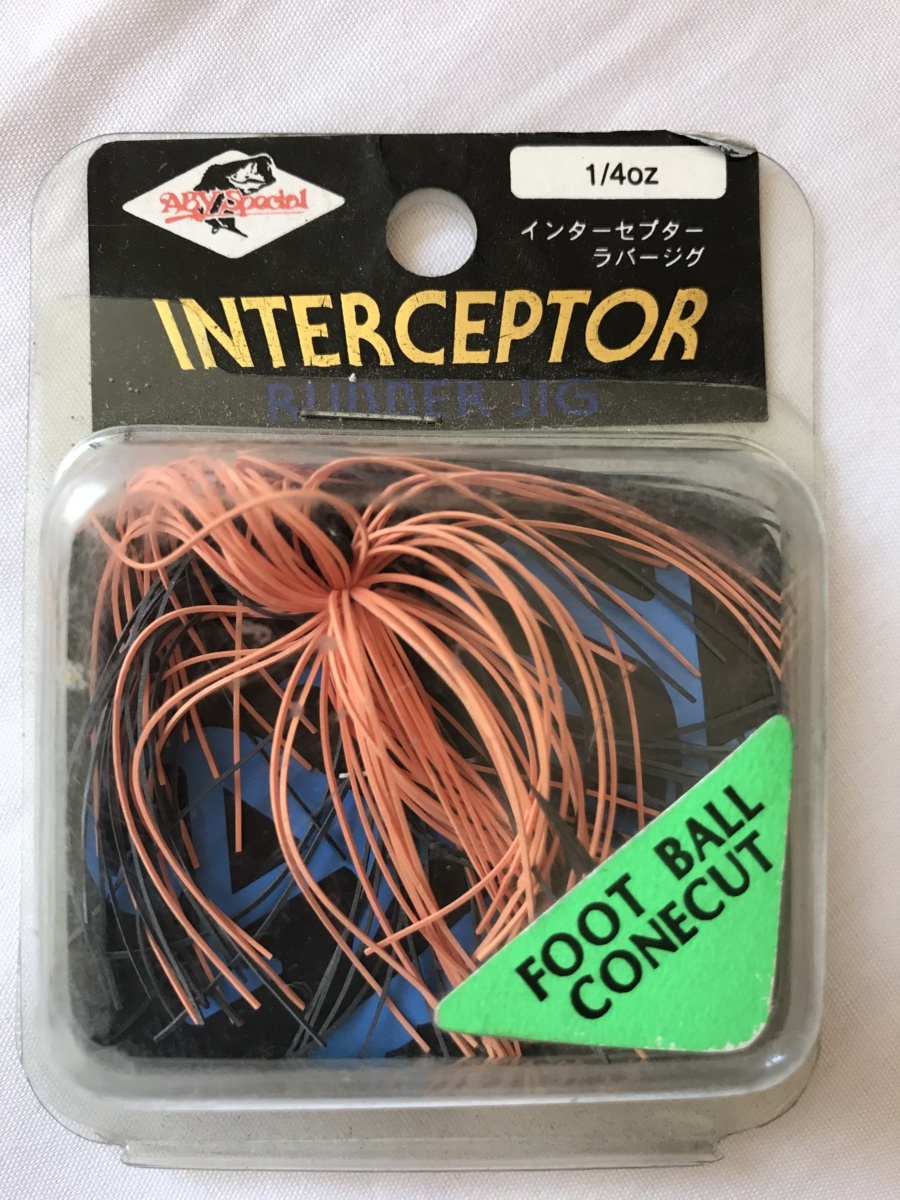 ABY Special
1/4oz
インターセプター
ラバージグ
INTERCEPTOR
RUBBER JIG
FOOT BALL
CONECUT